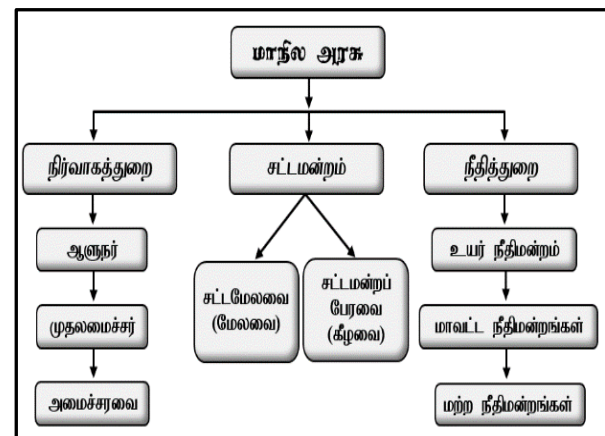 மாநில அரசு
நிர்வாகத்துறை
சட்டமன்றம்
நீதித்துறை
ஆளுநர்
உயர் நீதிமன்றம்
சட்டமேலவை
(மேலவை)
சட்டமன்றப்
பேரவை
(கீழவை)
முதலமைச்சர்
மாவட்ட நீதிமன்றங்கள்
அமைச்சரவை
மற்ற நீதிமன்றங்கள்